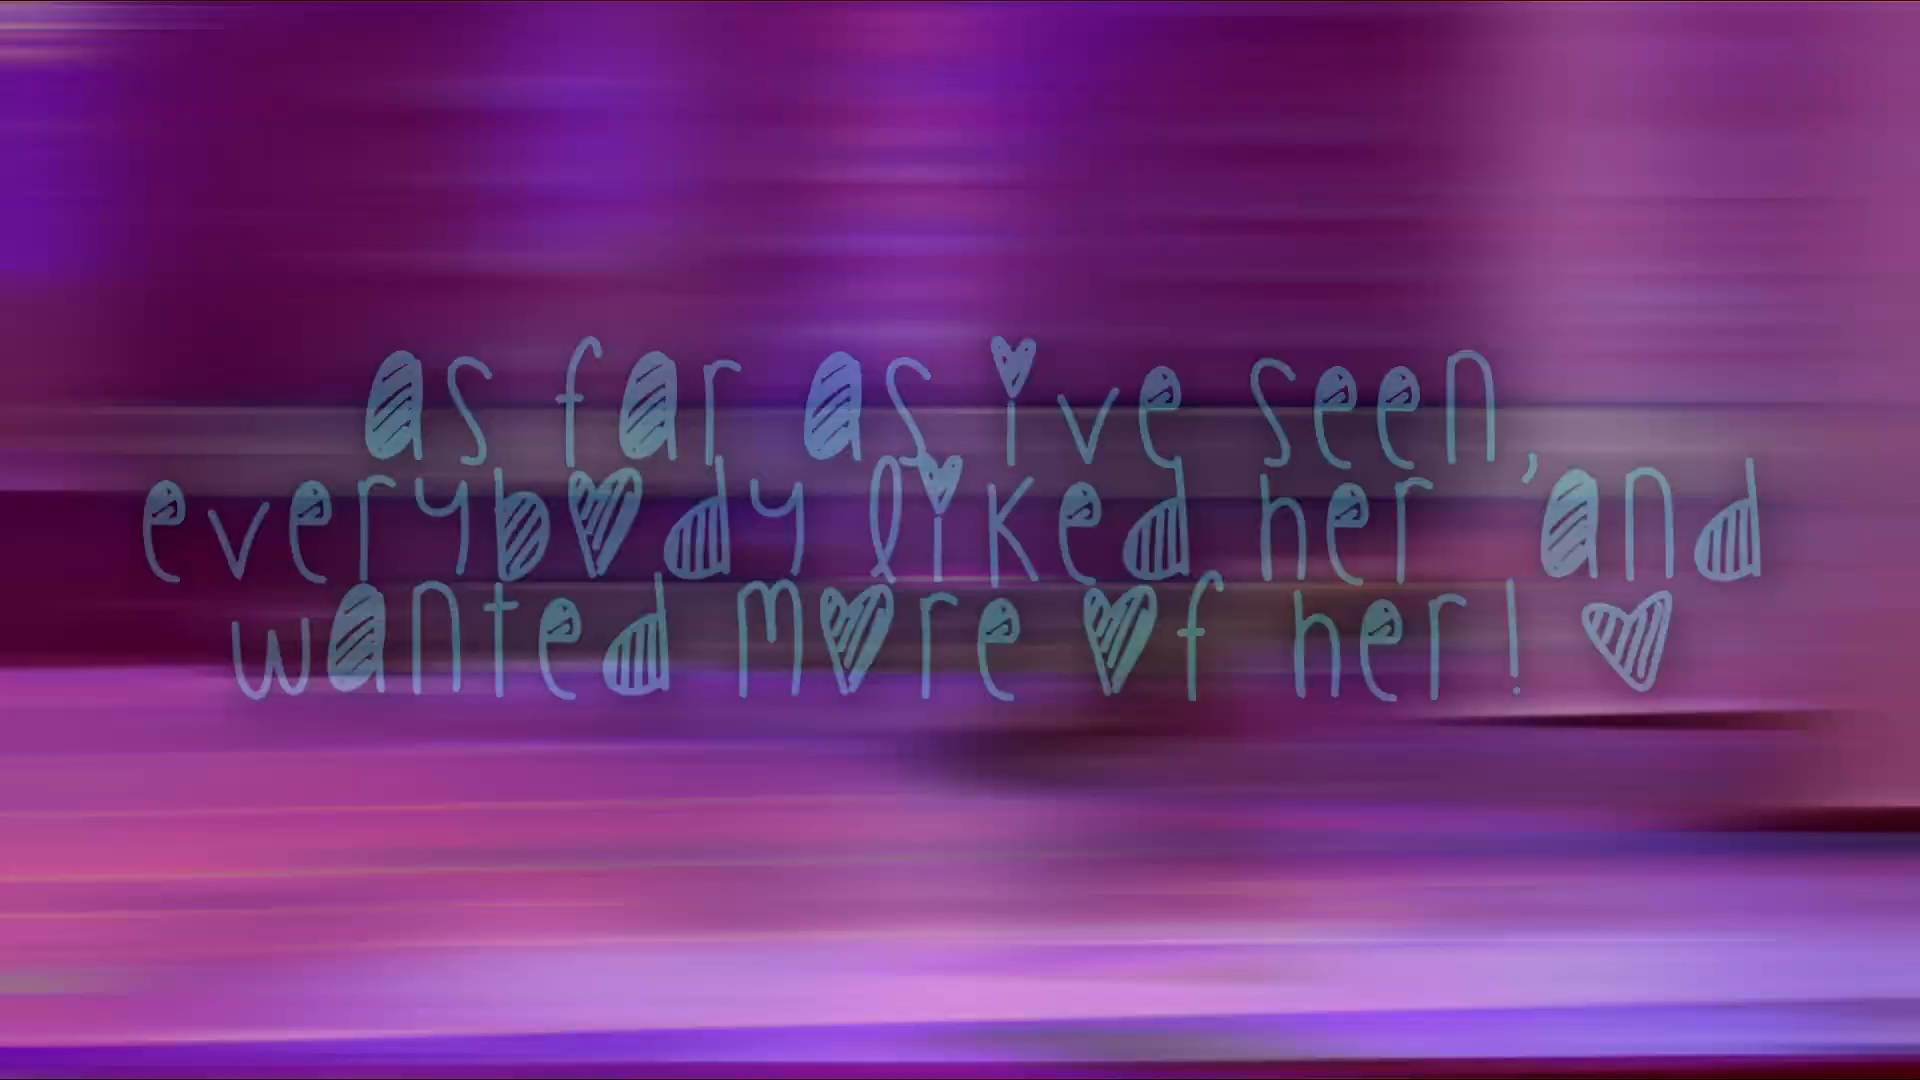 as far as ive seen,
everybody liked her and
wanted more of her! ♥